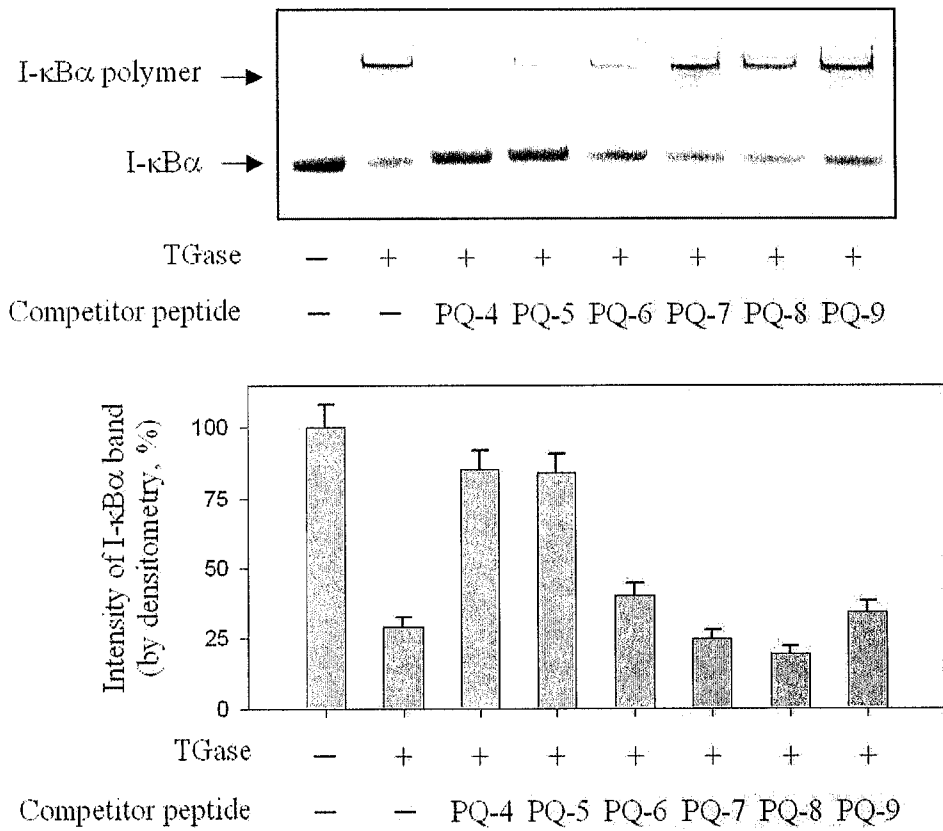 I-κBα polymer
I-κBα
TGase − + + + + + + +
Competitor peptide − − PQ-4 PQ-5 PQ-6 PQ-7 PQ-8 PQ-9
Intensity of I-κBα band
(by densitometry, %)
100
75
50
25
0
TGase − + + + + + + +
Competitor peptide − − PQ-4 PQ-5 PQ-6 PQ-7 PQ-8 PQ-9